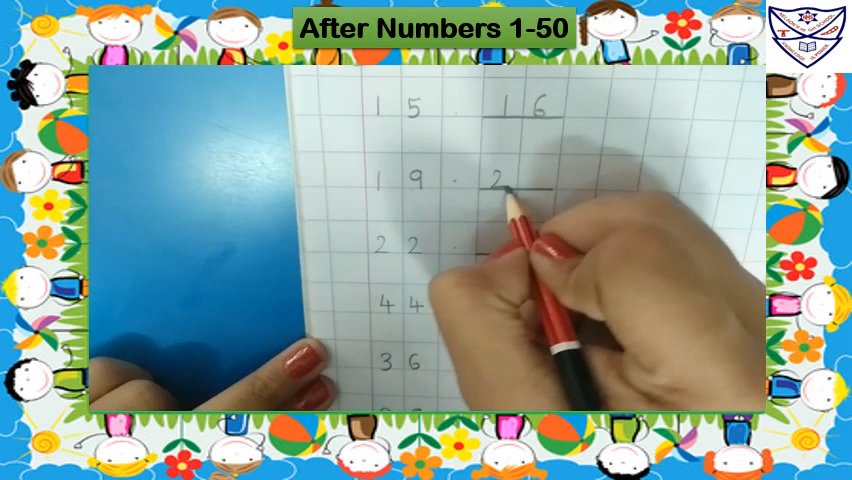 After Numbers 1-50
15 . 16
19 . 2
22 .
44
36